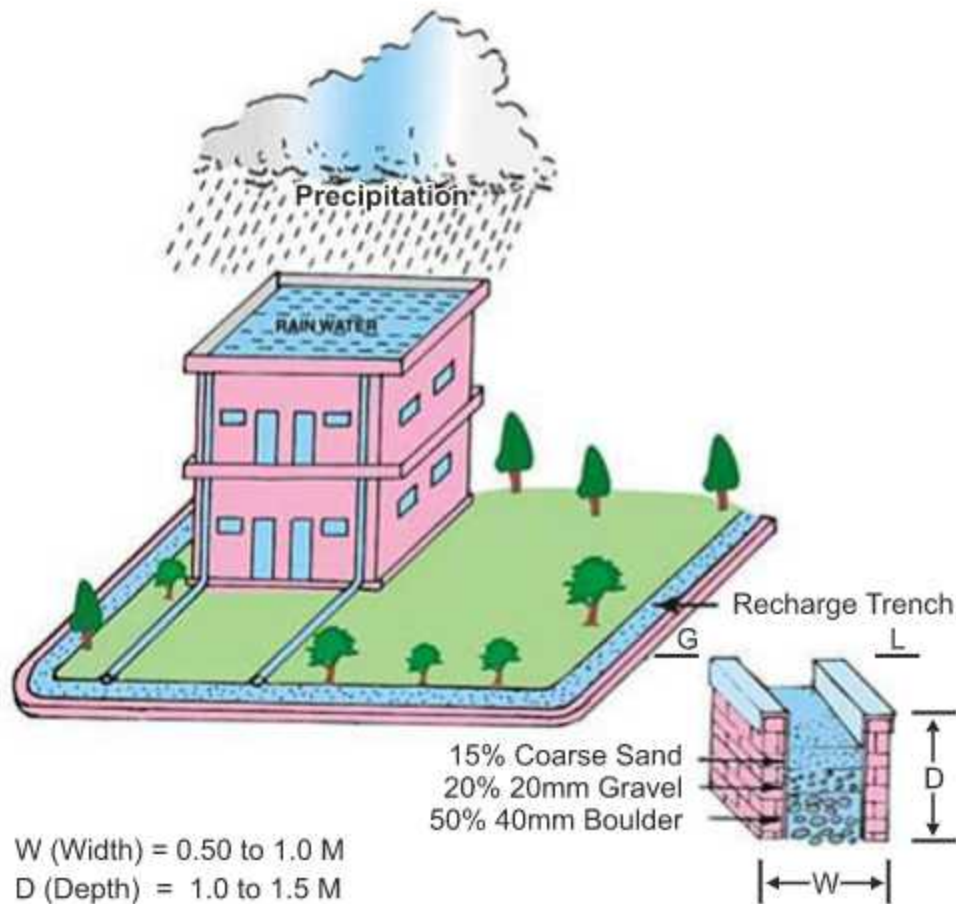 Precipitation
RAIN WATER
Recharge Trench
G L
15% Coarse Sand
20% 20mm Gravel
50% 40mm Boulder
D
W
W (Width) = 0.50 to 1.0 M
D (Depth) = 1.0 to 1.5 M